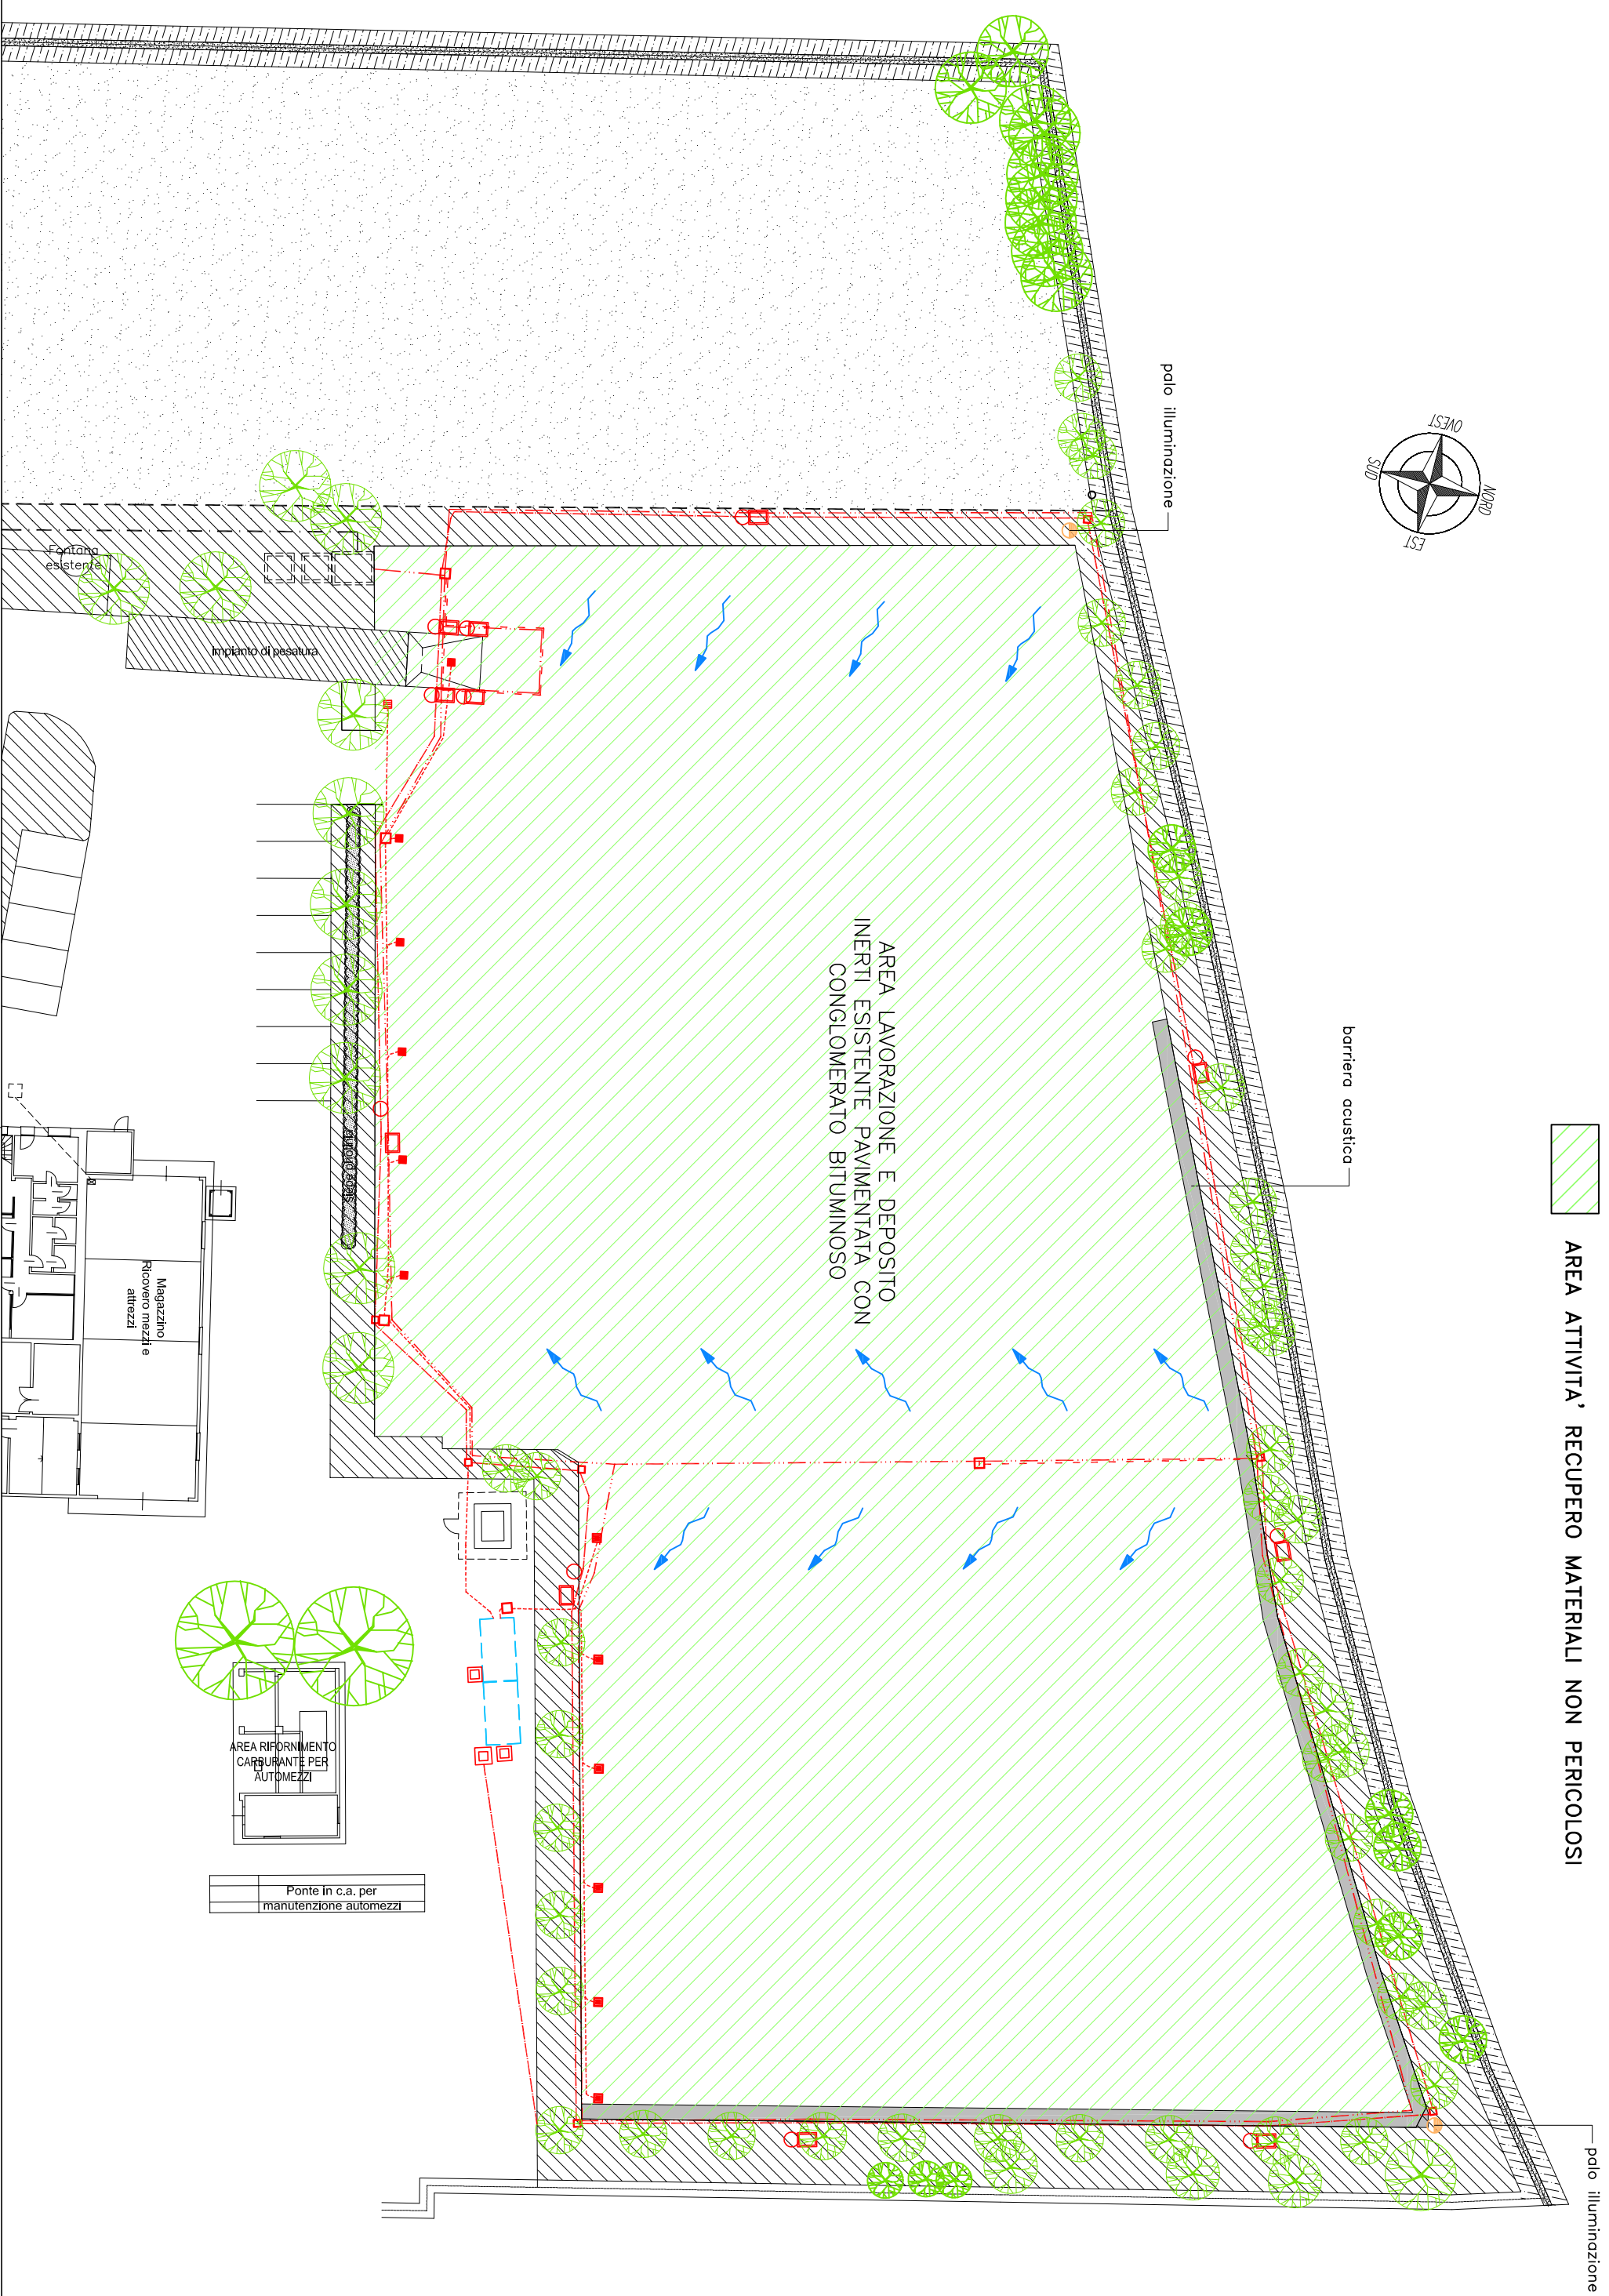 AREA ATTIVITA' RECUPERO MATERIALI NON PERICOLOSI
palo illuminazione
barriera acustica
palo illuminazione
OVEST
NORD
SUD
EST
AREA LAVORAZIONE E DEPOSITO
INERTI ESISTENTE PAVIMENTATA CON
CONGLOMERATO BITUMINOSO
Fontana
esistente
impianto di pesatura
siepe photinia
Magazzino
Ricovero mezzi e
attrezzi
AREA RIFORNIMENTO
CARBURANTE PER
AUTOMEZZI
Ponte in c.a. per
manutenzione automezzi